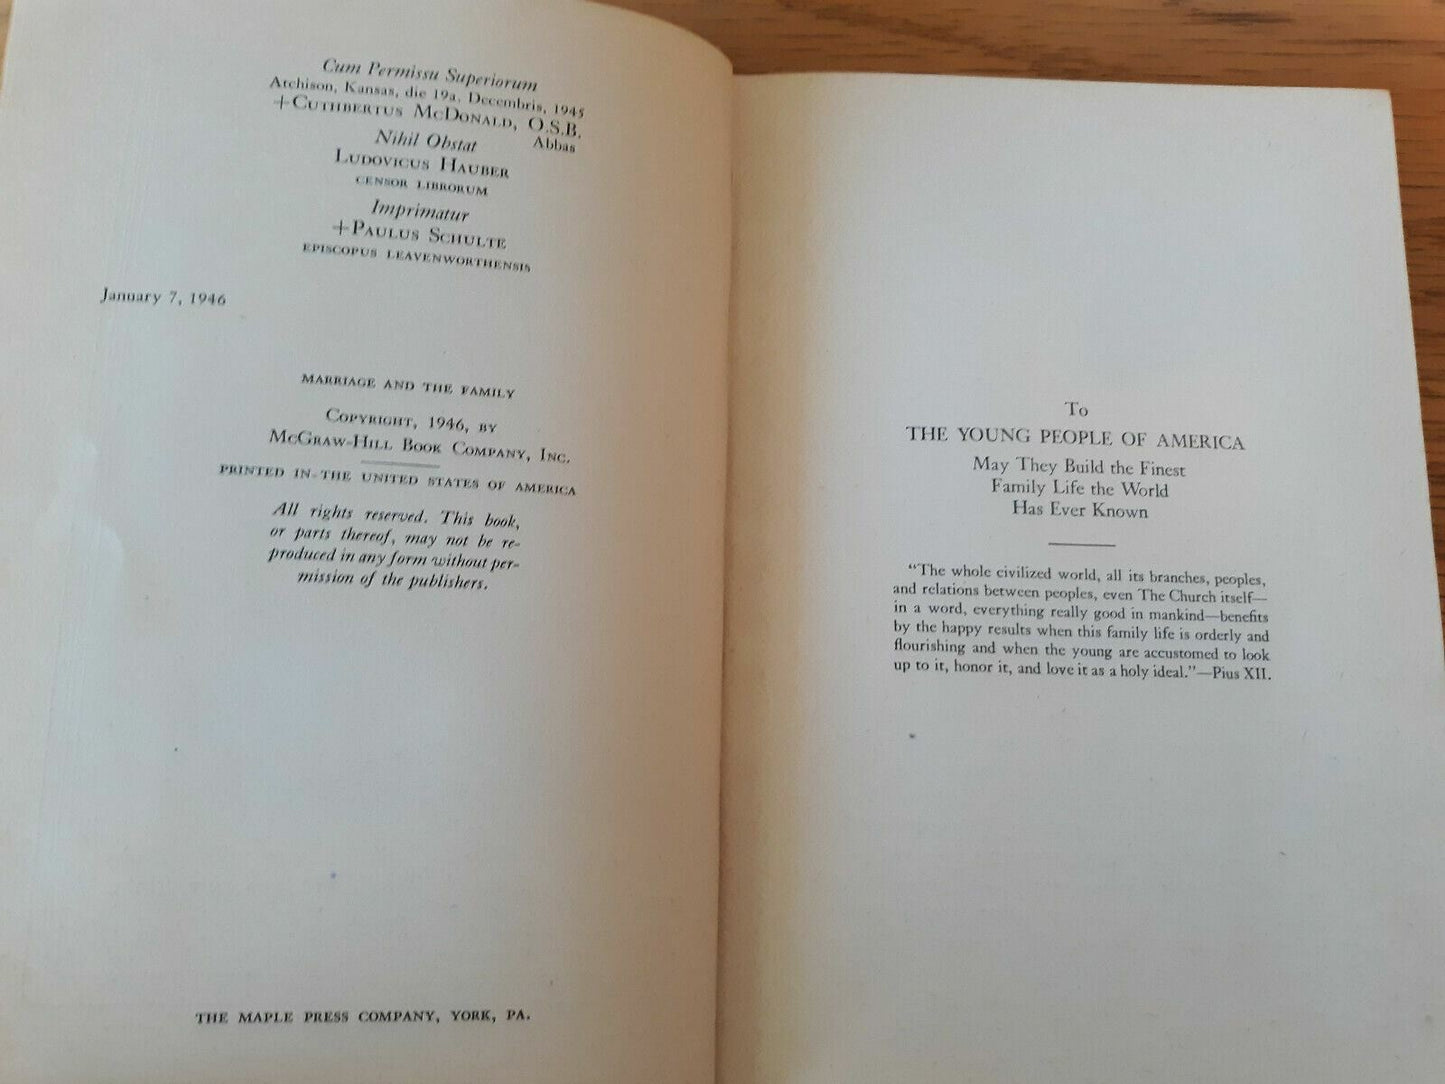 Cum Permissu Superiorum
Atchison, Kansas, die 19a. Decembris, 1945
+Cuthbertus McDonald, O.S.B.
Abbas
Nihil Obstat
Ludovicus Hauber
censor librorum
Imprimatur
+Paulus Schulte
episcopus leavenworthensis
January 7, 1946
MARRIAGE AND THE FAMILY
Copyright, 1946, by
McGraw-Hill Book Company, Inc.
PRINTED IN THE UNITED STATES OF AMERICA
All rights reserved. This book,
or parts thereof, may not be re-
produced in any form without per-
mission of the publishers.
THE MAPLE PRESS COMPANY, YORK, PA.
To
THE YOUNG PEOPLE OF AMERICA
May They Build the Finest
Family Life the World
Has Ever Known
"The whole civilized world, all its branches, peoples,
and relations between peoples, even The Church itself—
in a word, everything really good in mankind—benefits
by the happy results when this family life is orderly and
flourishing and when the young are accustomed to look
up to it, honor it, and love it as a holy ideal."—Pius XII.